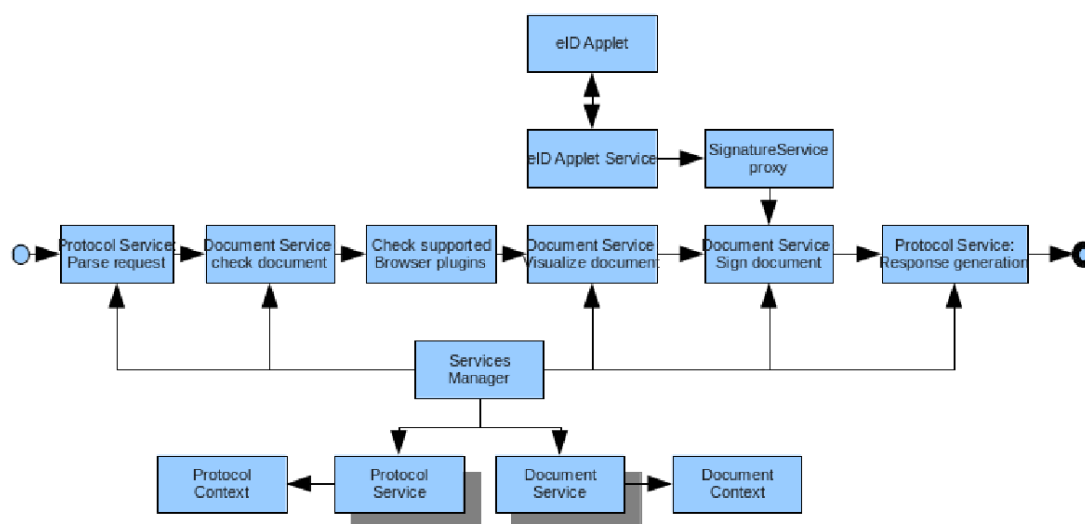 eID Applet
eID Applet Service
SignatureService
proxy
Protocol Service:
Parse request
Document Service
check document
Check supported
Browser plugins
Document Service
Visualize document
Document Service
Sign document
Protocol Service:
Response generation
Services
Manager
Protocol
Context
Protocol
Service
Document
Service
Document
Context